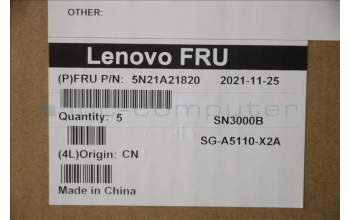 Lenovo FRU
(P)FRU P/N: 5N21A21820 2021-11-25
Quantity: 5 SN3000B
SG-A5110-X2A
(4L)Origin: CN
Made in China